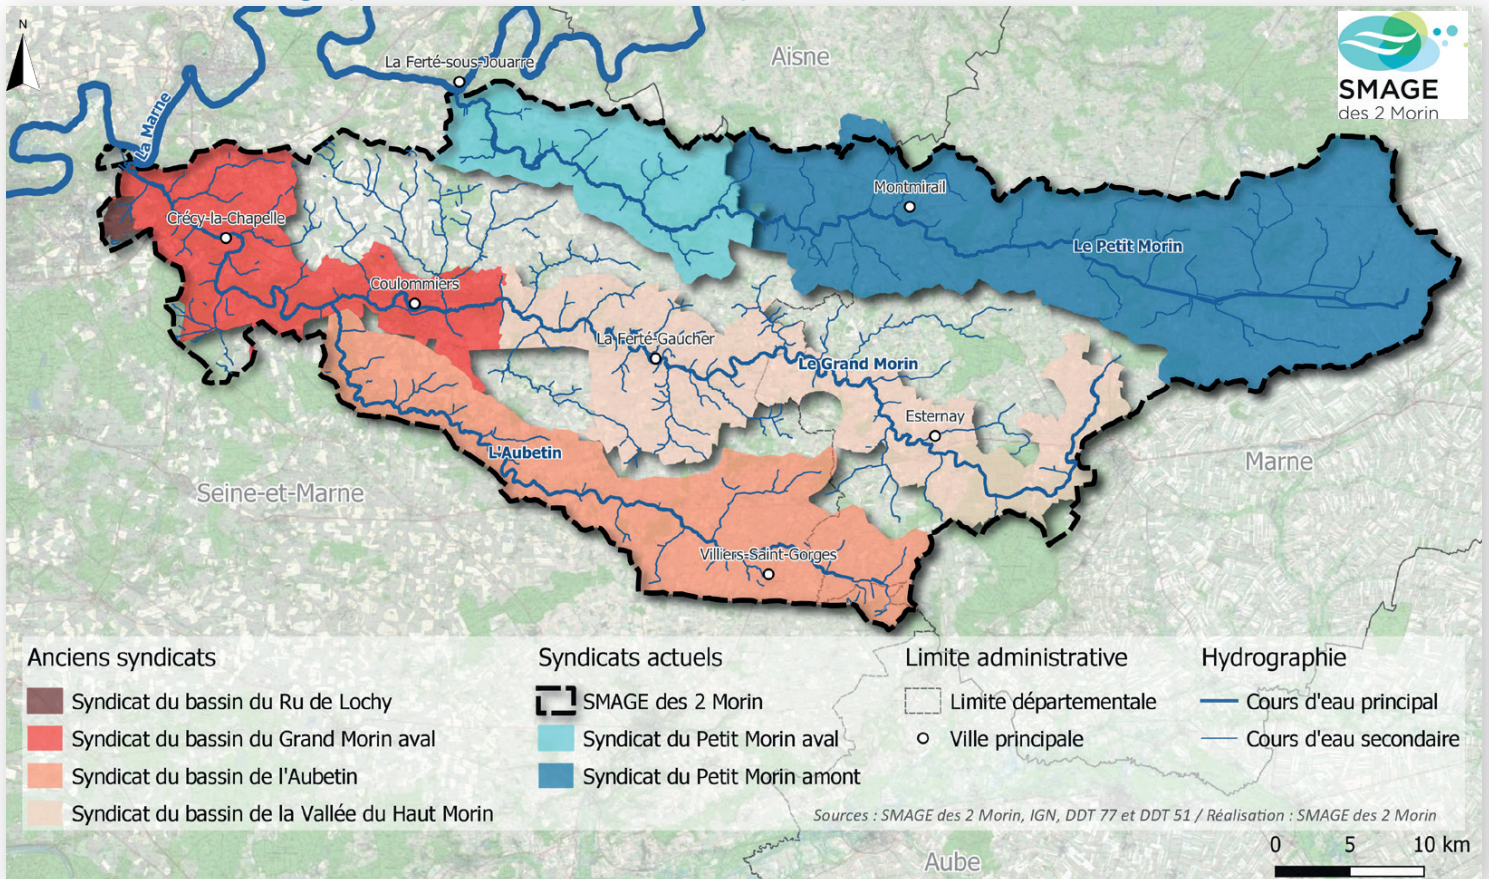 N
Aisne
La Ferté-sous-Jouarre
SMAGE
des 2 Morin
La Marne
Montmirail
Crécy-la-Chapelle
Le Petit Morin
Coulommiers
La Ferté-Gaucher
Le Grand Morin
Esternay
L'Aubetin
Marne
Seine-et-Marne
Villiers-Saint-Gorges
Anciens syndicats
Syndicat du bassin du Ru de Lochy
Syndicat du bassin du Grand Morin aval
Syndicat du bassin de l'Aubetin
Syndicat du bassin de la Vallée du Haut Morin
Syndicats actuels
SMAGE des 2 Morin
Syndicat du Petit Morin aval
Syndicat du Petit Morin amont
Limite administrative
Limite départementale
Ville principale
Hydrographie
Cours d'eau principal
Cours d'eau secondaire
Sources : SMAGE des 2 Morin, IGN, DDT 77 et DDT 51 / Réalisation : SMAGE des 2 Morin
Aube
0 5 10 km